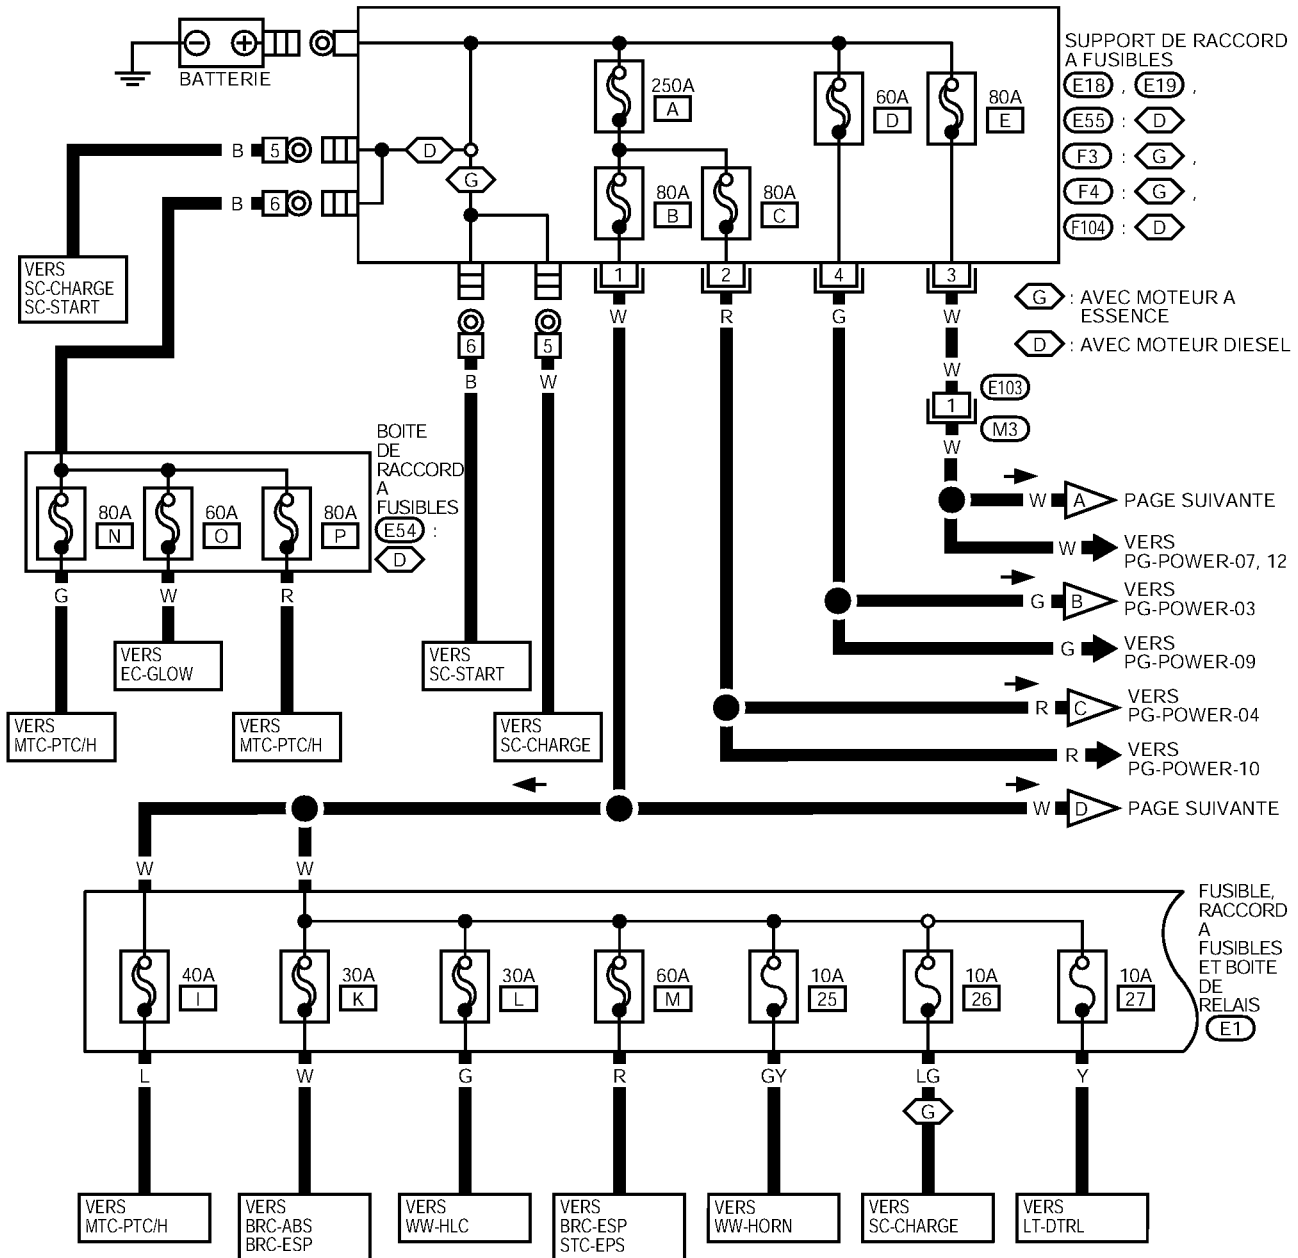 BATTERIE
250A
A
60A
D
80A
E
SUPPORT DE RACCORD
A FUSIBLES
E18 , E19 ,
E55 : D
F3 : G ,
F4 : G ,
F104 : D
B 5
D
G
B 6
80A
B
80A
C
VERS
SC-CHARGE
SC-START
1
2
4
3
W
R
G
W
G : AVEC MOTEUR A
ESSENCE
D : AVEC MOTEUR DIESEL
6
5
B
W
W
1
E103
M3
W
BOITE
DE
RACCORD
A
FUSIBLES
E54 :
D
80A
N
60A
O
80A
P
G
W
R
VERS
EC-GLOW
VERS
MTC-PTC/H
VERS
MTC-PTC/H
VERS
SC-START
VERS
SC-CHARGE
W A PAGE SUIVANTE
W VERS
PG-POWER-07, 12
G B VERS
PG-POWER-03
G VERS
PG-POWER-09
R C VERS
PG-POWER-04
R VERS
PG-POWER-10
W D PAGE SUIVANTE
W
W
FUSIBLE,
RACCORD
A
FUSIBLES
ET BOITE
DE
RELAIS
E1
40A
I
30A
K
30A
L
60A
M
10A
25
10A
26
10A
27
L
W
G
R
GY
LG
Y
G
VERS
MTC-PTC/H
VERS
BRC-ABS
BRC-ESP
VERS
WW-HLC
VERS
BRC-ESP
STC-EPS
VERS
WW-HORN
VERS
SC-CHARGE
VERS
LT-DTRL